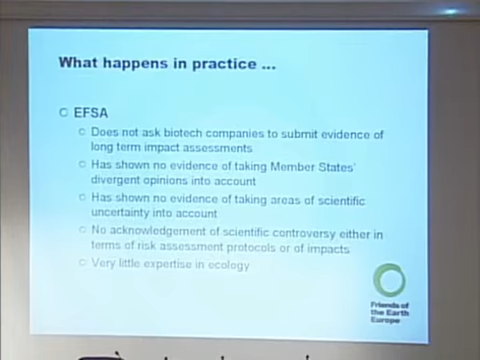 What happens in practice ...
EFSA
Does not ask biotech companies to submit evidence of
long term impact assessments
Has shown no evidence of taking Member States'
divergent opinions into account
Has shown no evidence of taking areas of scientific
uncertainty into account
No acknowledgement of scientific controversy either in
terms of risk assessment protocols or of impacts
Very little expertise in ecology
Friends of
the Earth
Europe